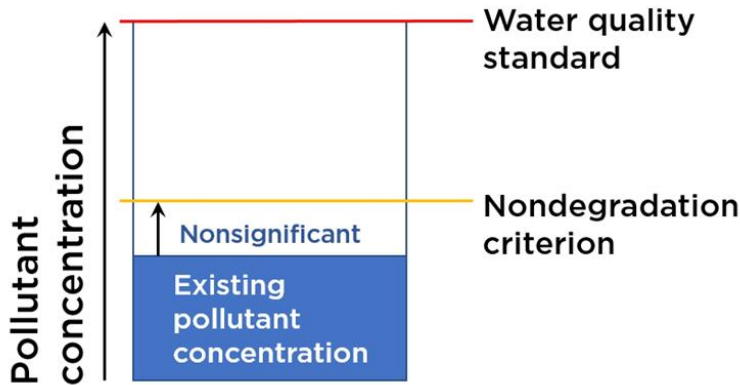 Water quality
standard
Pollutant
concentration
Nondegradation
criterion
Nonsignificant
Existing
pollutant
concentration